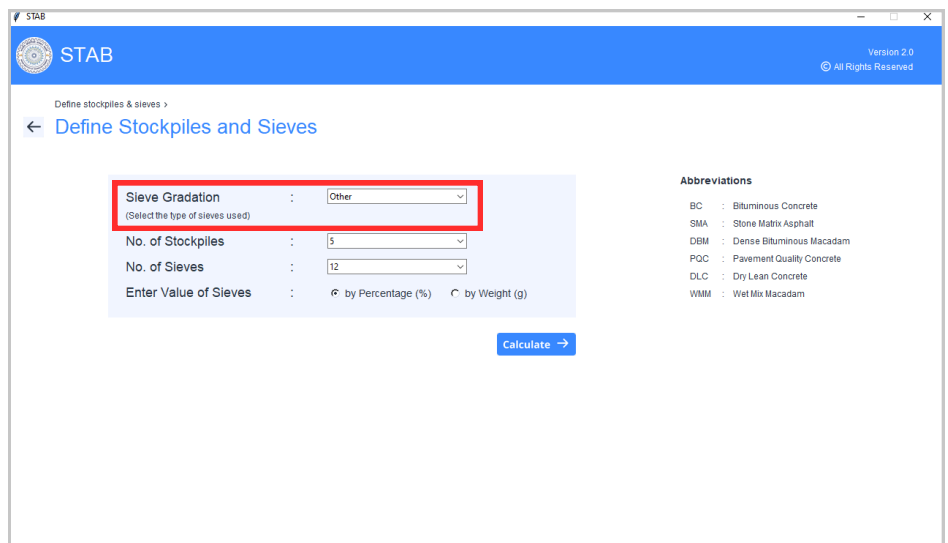 STAB
STAB
Version 2.0
© All Rights Reserved
Define stockpiles & sieves >
Define Stockpiles and Sieves
Sieve Gradation : Other
(Select the type of sieves used)
No. of Stockpiles : 5
No. of Sieves : 12
Enter Value of Sieves : by Percentage (%) by Weight (g)
Calculate →
Abbreviations
BC : Bituminous Concrete
SMA : Stone Matrix Asphalt
DBM : Dense Bituminous Macadam
PQC : Pavement Quality Concrete
DLC : Dry Lean Concrete
WMM : Wet Mix Macadam